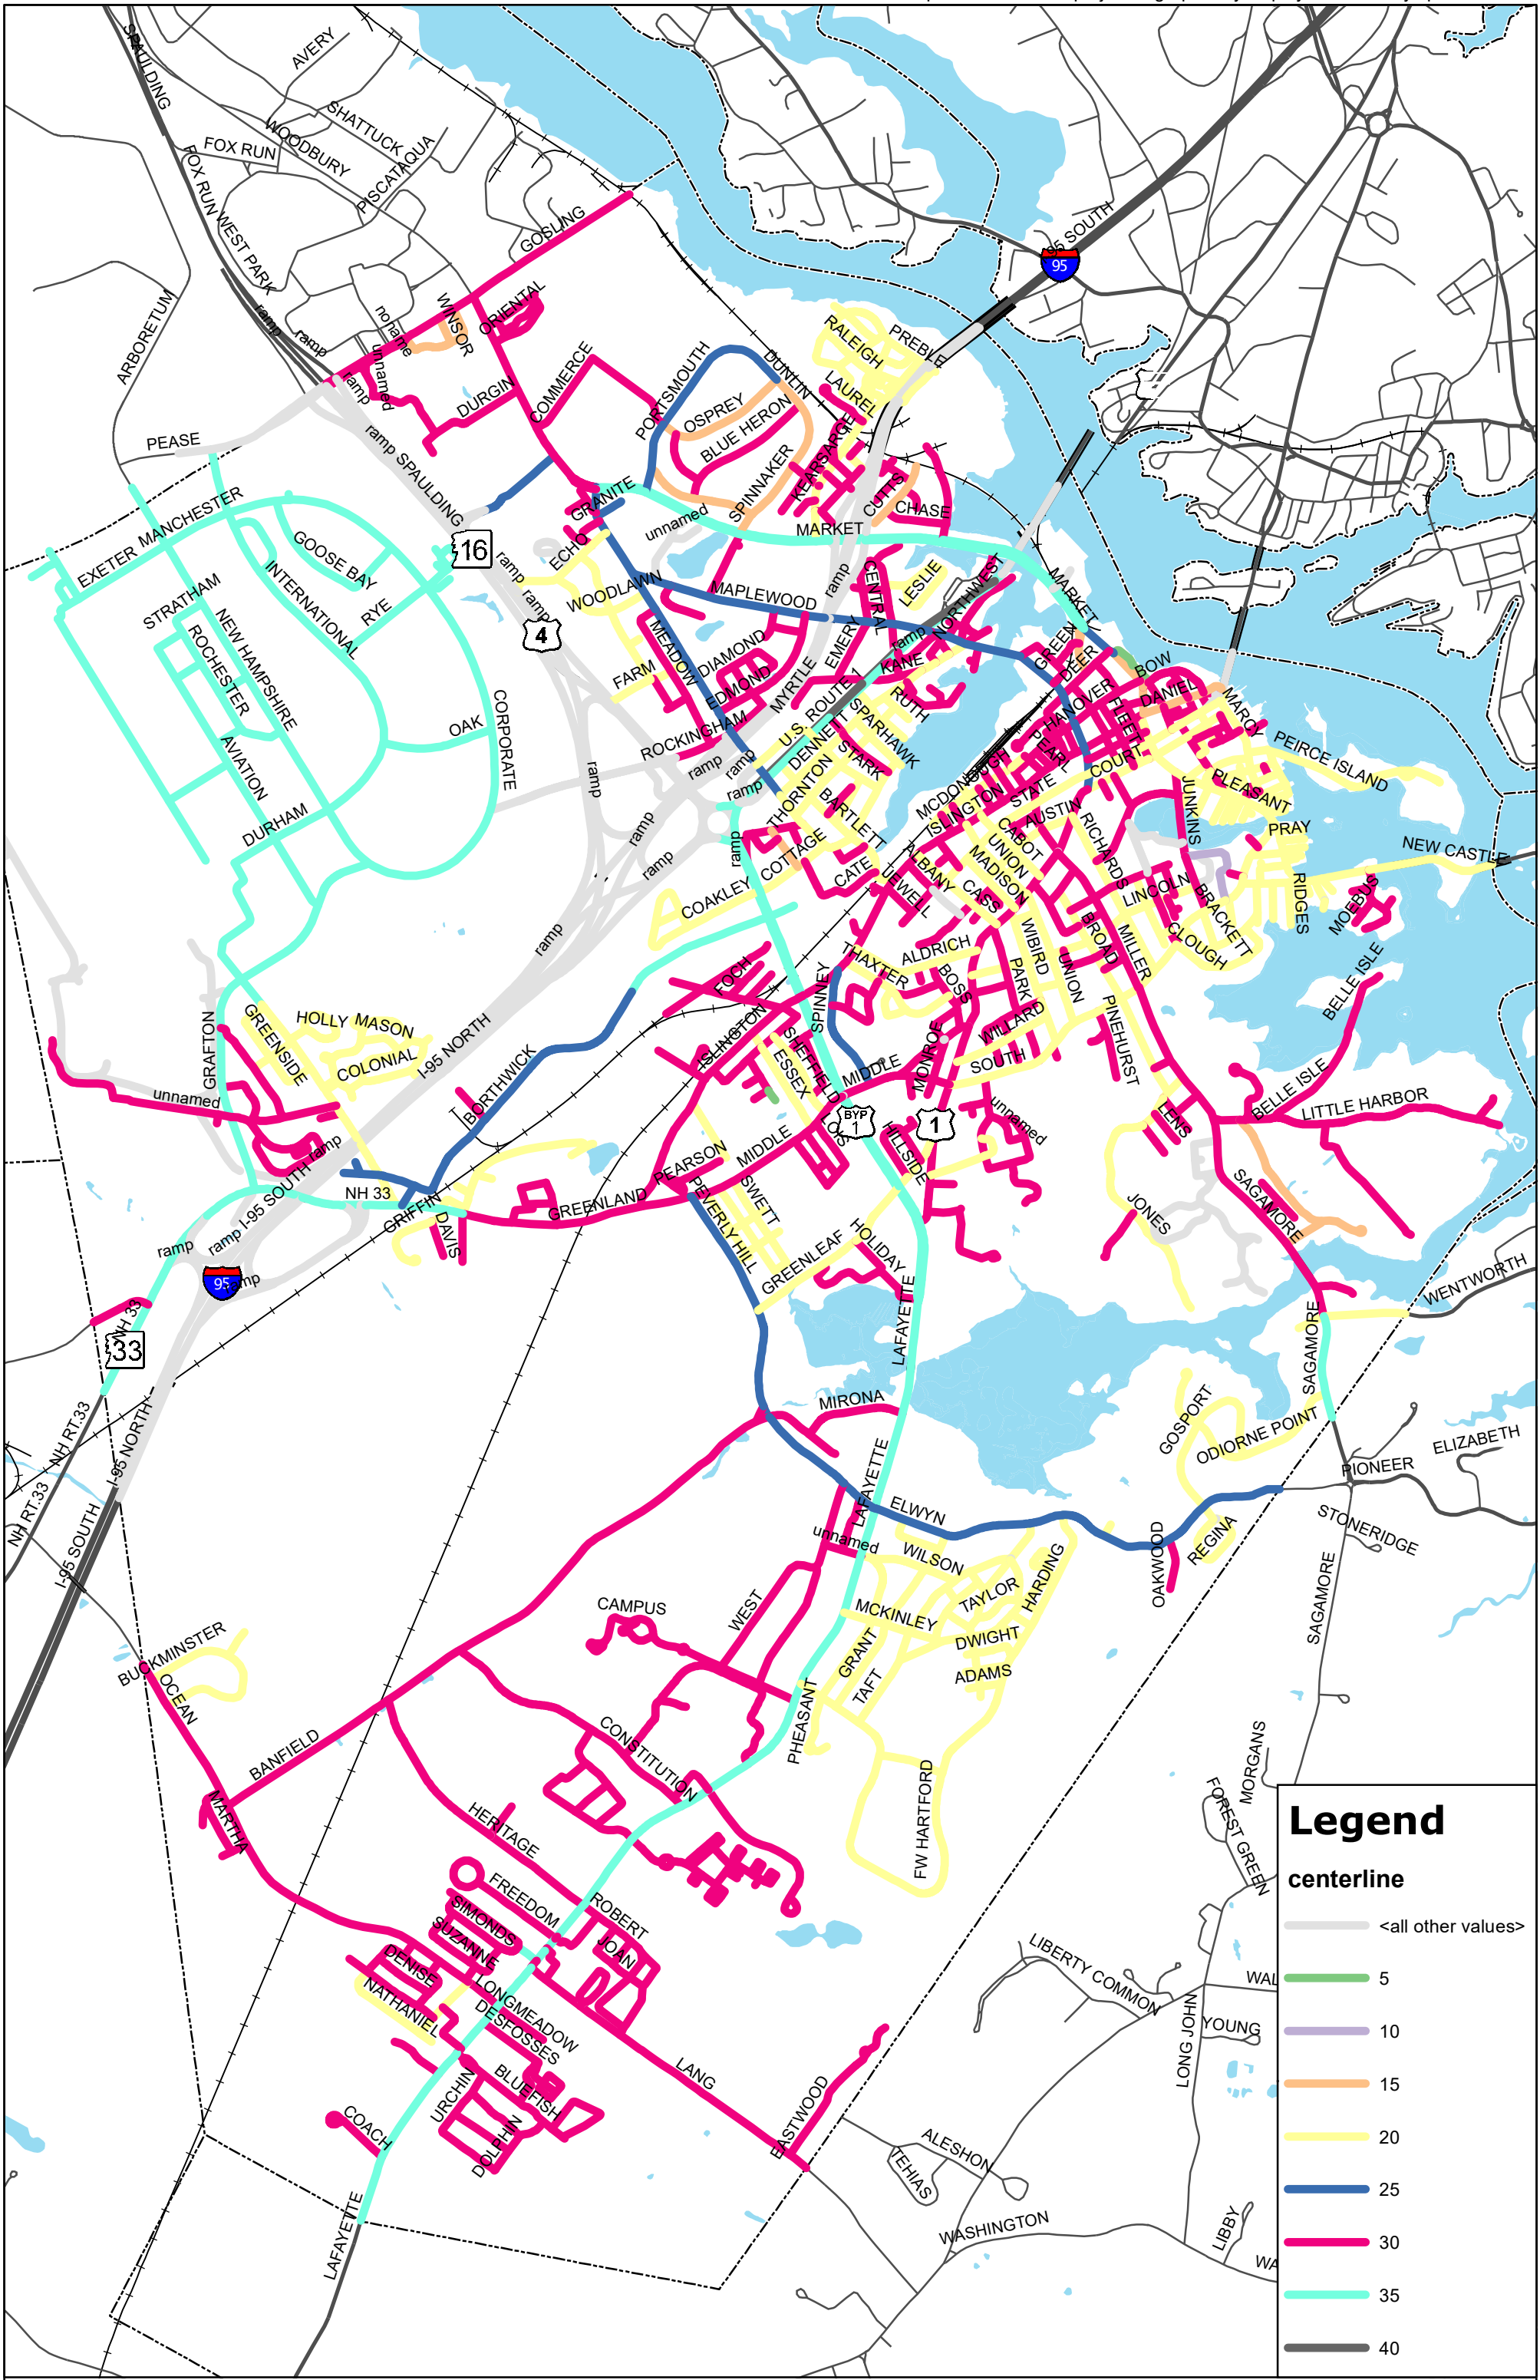 SPAULDING
AVERY
SHATTUCK
WOODBURY
FOX RUN
PISCATAQUA
FOX RUN
WEST PARK
GOSLING
95 SOUTH
95
ARBORETUM
ramp
ramp
noname
WINSOR
ORIENTAL
unnamed
ramp
DURGIN
COMMERCE
PORTSMOUTH
DUNLIN
RALEIGH
PREBLE
LAUREL
OSPREY
BLUE HERON
KEARSARGE
SPINNAKER
PEASE
ramp
SPAULDING
GRANITE
unnamed
CUTTS
CHASE
MARKET
EXETER
MANCHESTER
16
ECHO
GOOSE BAY
INTERNATIONAL
RYE
STRATHAM
NEW HAMPSHIRE
ROCHESTER
ramp
ramp
4
WOODLAWN
MAPLEWOOD
ramp
CENTRAL
LESLIE
NORTHWEST
MARKET
MEADOW
DIAMOND
EMERY
ramp
KANE
GREEN
DEER
BOW
FARM
EDMOND
MYRTLE
U.S. ROUTE 1
RUTH
SPARHAWK
HANOVER
FLEET
DANIEL
MARCY
CORPORATE
OAK
ROCKINGHAM
DENNETT
STARK
PEARL
COURT
PEIRCE ISLAND
AVIATION
ramp
ramp
ramp
ramp
THORNTON
BARTLETT
MCDONOUGH
ISLINGTON
STATE
AUSTIN
PLEASANT
JUNKINS
DURHAM
ramp
ramp
ramp
COTTAGE
CATE
ALBANY
CABOT
UNION
MADISON
RICHARDS
PRAY
NEW CASTLE
COAKLEY
JEWELL
CASS
LINCOLN
BRACKETT
RIDGES
MOEBUS
ramp
THAXTER
ALDRICH
BOSS
WIBIRD
PARK
UNION
BROAD
MILLER
CLOUGH
BELLE ISLE
FOCH
SPINNEY
HOLLY
MASON
GREENSIDE
COLONIAL
GRAFTON
I-95 NORTH
ISLINGTON
SHEFFIELD
ESSEX
MIDDLE
MONROE
WILLARD
SOUTH
PINEHURST
unnamed
BORTHWICK
BYP
1
1
LOIS
HILLSIDE
unnamed
LENS
BELLE ISLE
LITTLE HARBOR
ramp
I-95 SOUTH
NH 33
GRIFFIN
DAVIS
GREENLAND
PEARSON
MIDDLE
SWETT
PEVERLY HILL
GREENLEAF
HOLIDAY
JONES
SAGAMORE
ramp
ramp
95
ramp
NH 33
33
LAFAYETTE
SAGAMORE
WENTWORTH
MIRONA
GOSPORT
ODIORNE POINT
NH RT.33
I-95 NORTH
NH RT.33
I-95 SOUTH
LAFAYETTE
ELWYN
unnamed
PIONEER
ELIZABETH
STONERIDGE
WILSON
TAYLOR
HARDING
OAKWOOD
REGINA
SAGAMORE
CAMPUS
WEST
MCKINLEY
GRANT
TAFT
DWIGHT
ADAMS
BUCKMINSTER
OCEAN
BANFIELD
MARTHA
CONSTITUTION
PHEASANT
FW HARTFORD
HERITAGE
MORGANS
FOREST GREEN
FREEDOM
SIMONDS
SUZANNE
ROBERT
JOAN
DENISE
NATHANIEL
LONGMEADOW
DESFOSSES
LIBERTY COMMON
WAL
YOUNG
LONG JOHN
LANG
URCHIN
BLUEFISH
DOLPHIN
COACH
EASTWOOD
ALESHON
TEHIAS
WASHINGTON
LIBBY
WA
LAFAYETTE
Legend
centerline
<all other values>
5
10
15
20
25
30
35
40